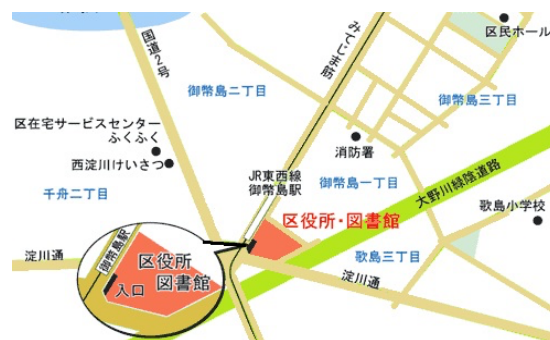 国道2号
みてじま筋
区民ホール
御幣島二丁目
御幣島三丁目
区在宅サービスセンター
ふくふく
西淀川けいさつ
消防署
JR東西線
御幣島駅
御幣島一丁目
大野川緑陰道路
千舟二丁目
歌島小学校
区役所・図書館
御幣島駅
淀川通
区役所
図書館
入口
歌島三丁目
淀川通